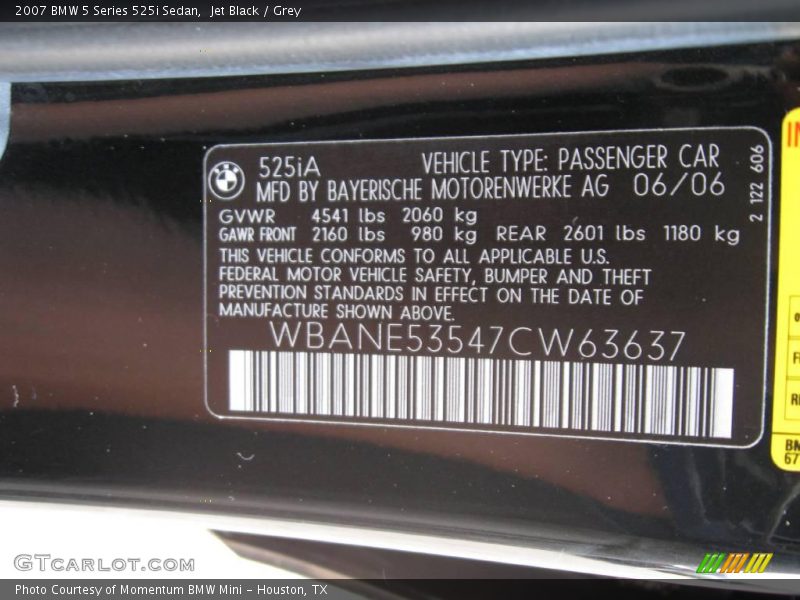 2007 BMW 5 Series 525i Sedan, Jet Black / Grey
525iA VEHICLE TYPE: PASSENGER CAR
MFD BY BAYERISCHE MOTORENWERKE AG 06/06
GVWR 4541 lbs 2060 kg
GAWR FRONT 2160 lbs 980 kg REAR 2601 lbs 1180 kg
THIS VEHICLE CONFORMS TO ALL APPLICABLE U.S.
FEDERAL MOTOR VEHICLE SAFETY, BUMPER AND THEFT
PREVENTION STANDARDS IN EFFECT ON THE DATE OF
MANUFACTURE SHOWN ABOVE.
WBANE53547CW63637
2 122 606
GTCARLOT.COM
Photo Courtesy of Momentum BMW Mini - Houston, TX